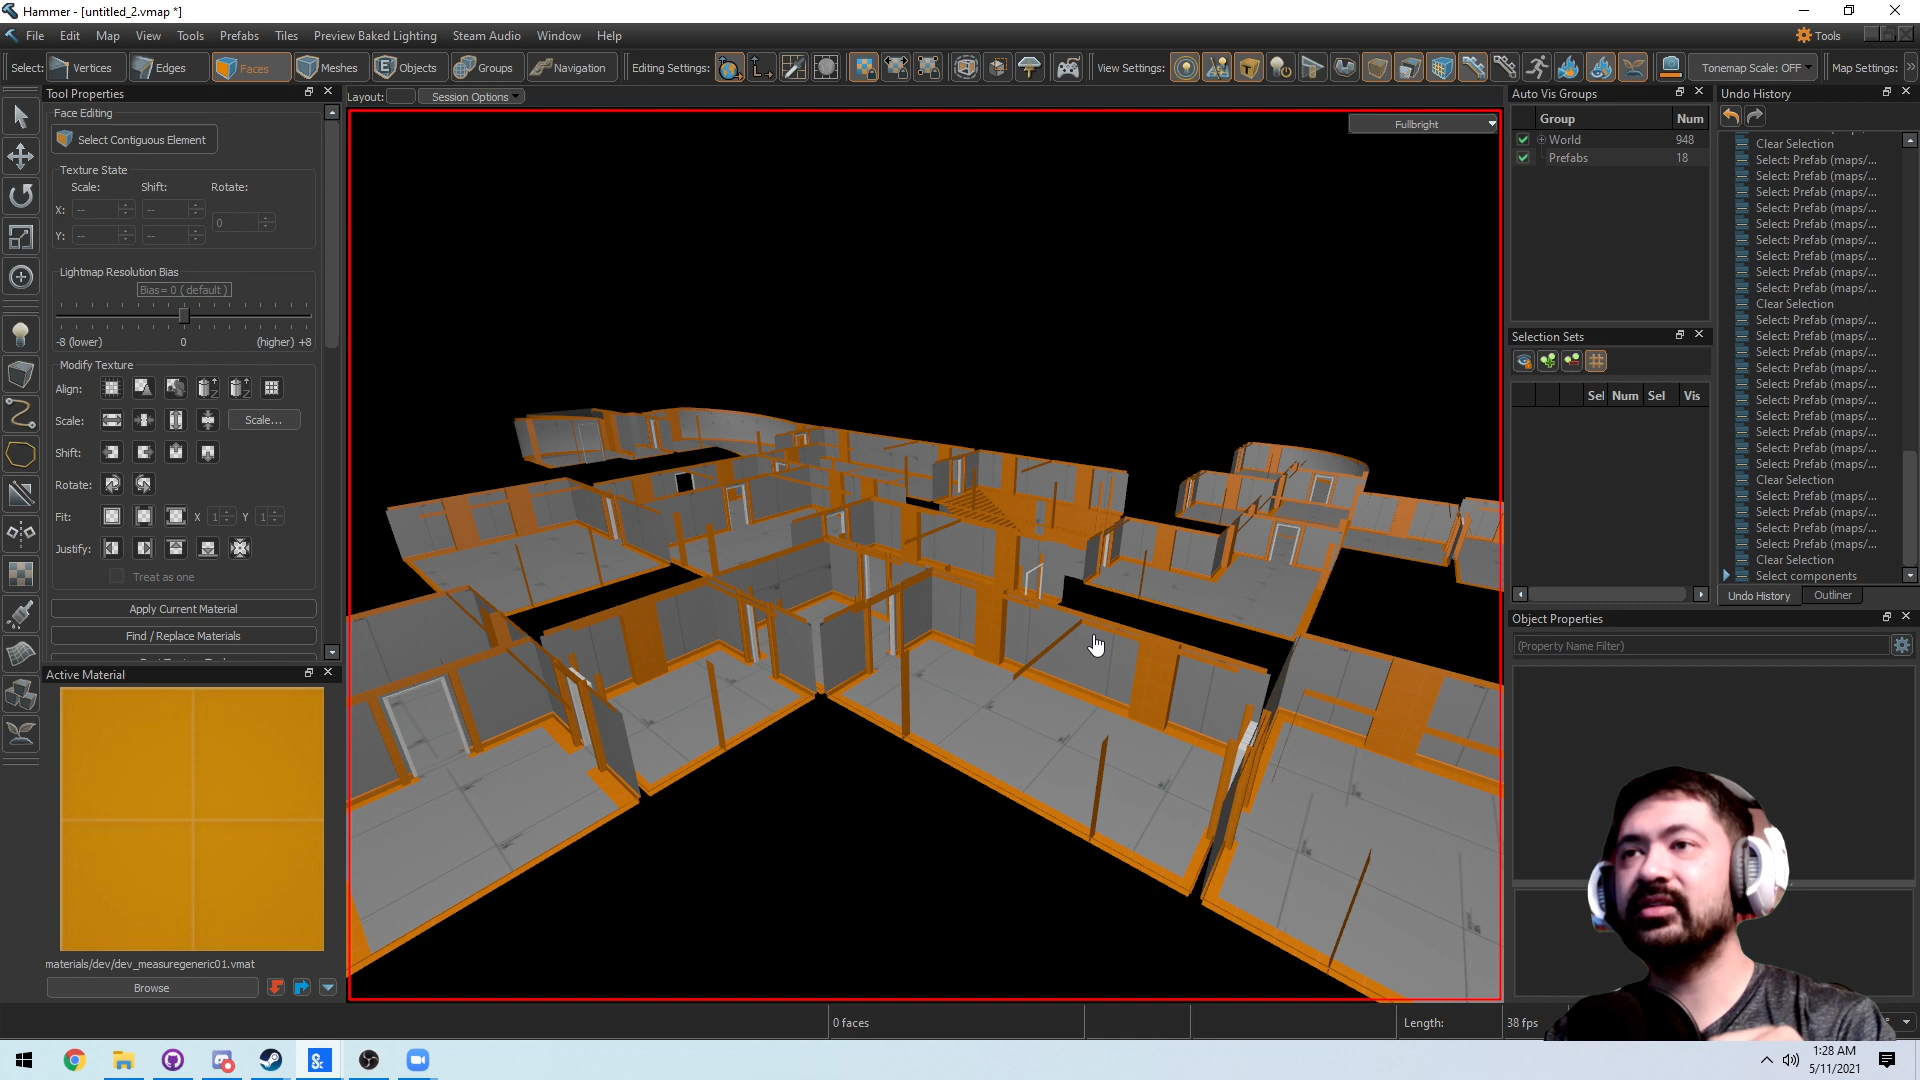 Hammer - [untitled_2.vmap *]
File Edit Map View Tools Prefabs Tiles Preview Baked Lighting Steam Audio Window Help
Tools
Select: Vertices Edges Faces Meshes Objects Groups Navigation Editing Settings: View Settings: Tonemap Scale: OFF Map Settings:
Tool Properties
Face Editing
Select Contiguous Element
Texture State
Scale: Shift: Rotate:
X: -- -- 0
Y: -- --
Lightmap Resolution Bias
Bias= 0 ( default )
-8 (lower) 0 (higher) +8
Modify Texture
Align:
Scale: Scale...
Shift:
Rotate:
Fit: X 1 Y 1
Justify:
Treat as one
Apply Current Material
Find / Replace Materials
Active Material
materials/dev/dev_measuregeneric01.vmat
Browse
Layout: Session Options
Fullbright
0 faces
Length:
38 fps
Auto Vis Groups
Group Num
World 948
Prefabs 18
Selection Sets
Sel Num Sel Vis
Undo History
Clear Selection
Select: Prefab (maps/...
Select: Prefab (maps/...
Select: Prefab (maps/...
Select: Prefab (maps/...
Select: Prefab (maps/...
Select: Prefab (maps/...
Select: Prefab (maps/...
Select: Prefab (maps/...
Select: Prefab (maps/...
Clear Selection
Select: Prefab (maps/...
Select: Prefab (maps/...
Select: Prefab (maps/...
Select: Prefab (maps/...
Select: Prefab (maps/...
Select: Prefab (maps/...
Select: Prefab (maps/...
Select: Prefab (maps/...
Select: Prefab (maps/...
Select: Prefab (maps/...
Clear Selection
Select: Prefab (maps/...
Select: Prefab (maps/...
Select: Prefab (maps/...
Select: Prefab (maps/...
Clear Selection
Select components
Undo History Outliner
Object Properties
(Property Name Filter)
1:28 AM
5/11/2021